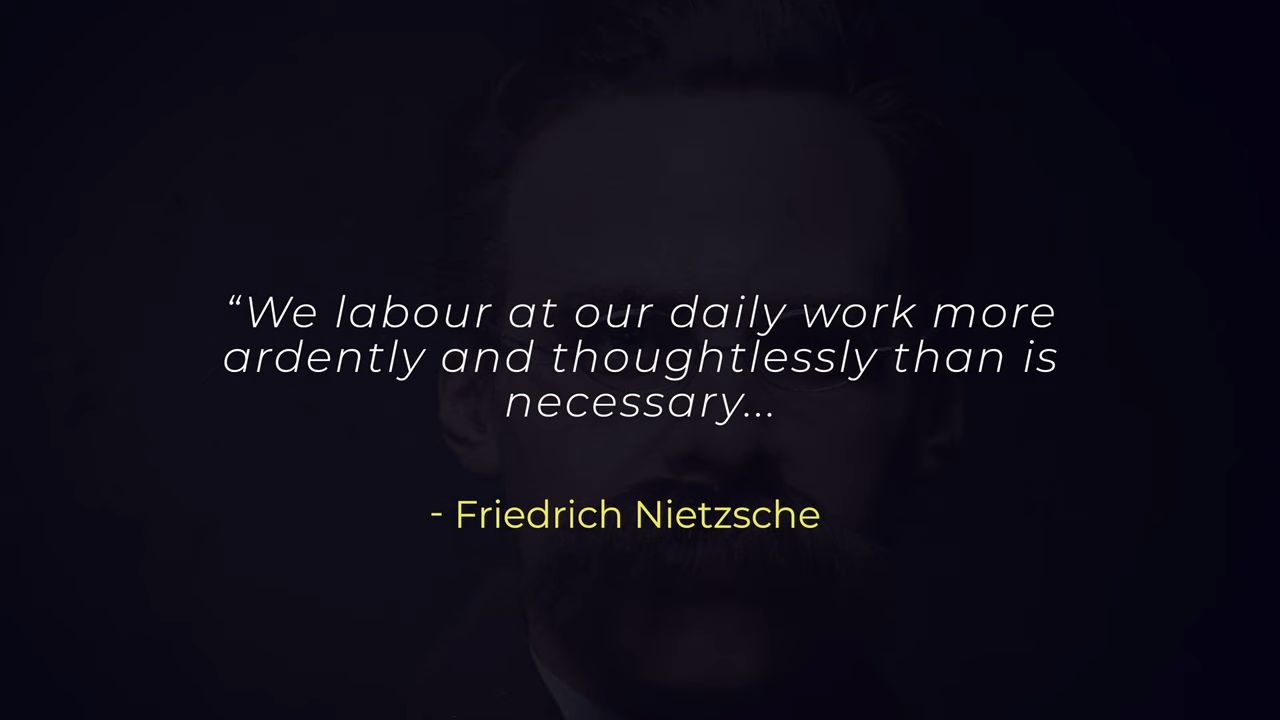 “We labour at our daily work more
ardently and thoughtlessly than is
necessary...
- Friedrich Nietzsche